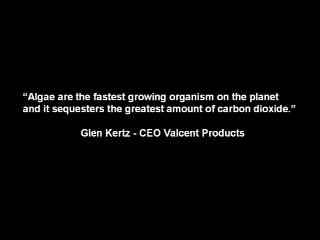 “Algae are the fastest growing organism on the planet
and it sequesters the greatest amount of carbon dioxide.”
Glen Kertz - CEO Valcent Products